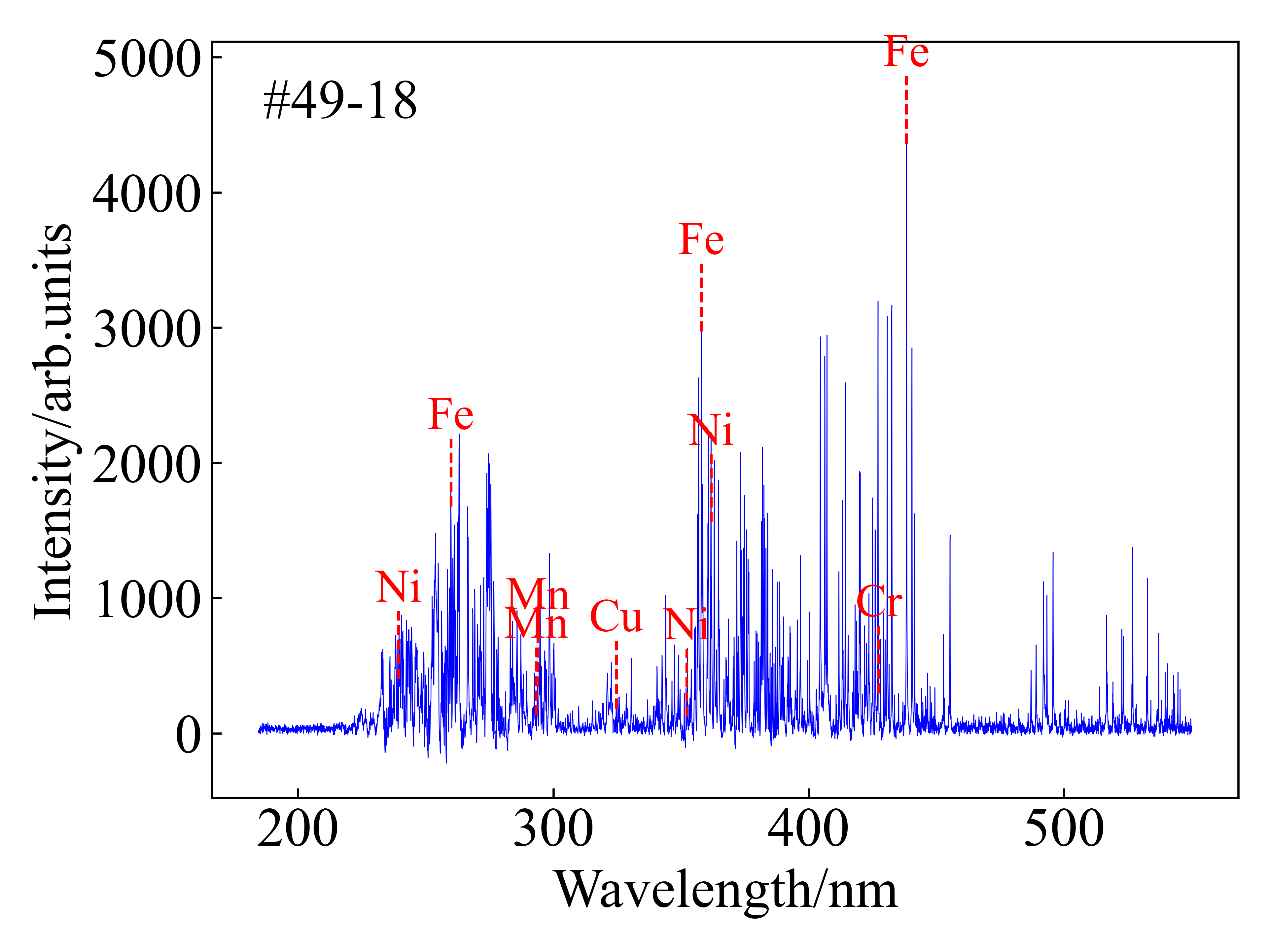 #49-18
Fe
Fe
Fe
Ni
Ni
Mn
Mn
Cu
Ni
Cr
5000
4000
3000
2000
1000
0
200 300 400 500
Intensity/arb.units
Wavelength/nm